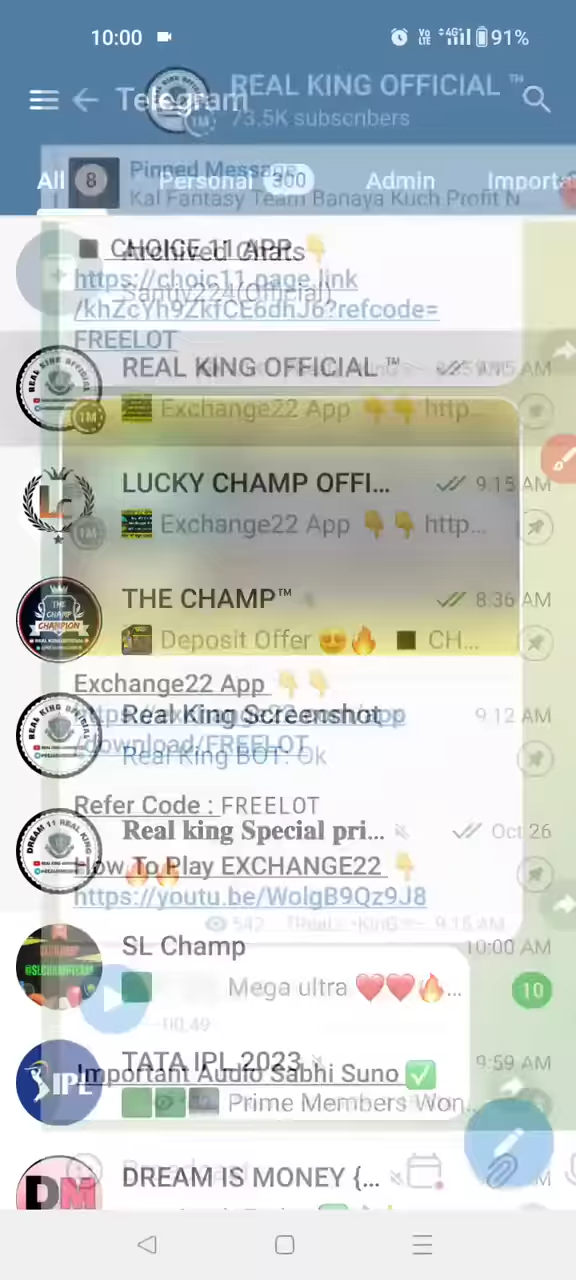 10:00
91%
Telegram
REAL KING OFFICIAL ™
73.5K subscribers
All 8 Personal 300 Admin
Pinned Message
Kal Fantasy Team Banaya Kuch Profit N
Archived Chats
CHOICE 11 APP 👇
https://choic11.page.link
/khZcYh9ZkfCE6dhJ6?refcode=
FREELOT
REAL KING OFFICIAL ™
Exchange22 App 👇👇 http...
LUCKY CHAMP OFFI... 9:15 AM
Exchange22 App 👇👇 http...
THE CHAMP™ 8:36 AM
Deposit Offer 😍🔥 ■ CH...
Exchange22 App 👇👇
Real King Screenshot 9:12 AM
download/FREELOT
Real King BOT: Ok
Refer Code : FREELOT
Real king Special pri... Oct 26
How To Play EXCHANGE22 👇
🔥🔥
https://youtu.be/WolgB9Qz9J8
542 9:15 AM
SL Champ 10:00 AM
Mega ultra ❤️❤️🔥... 10
00:49
TATA IPL 2023 9:59 AM
Important Audio Sabhi Suno ✅
Prime Members Won...
Broadcast
DREAM IS MONEY {...